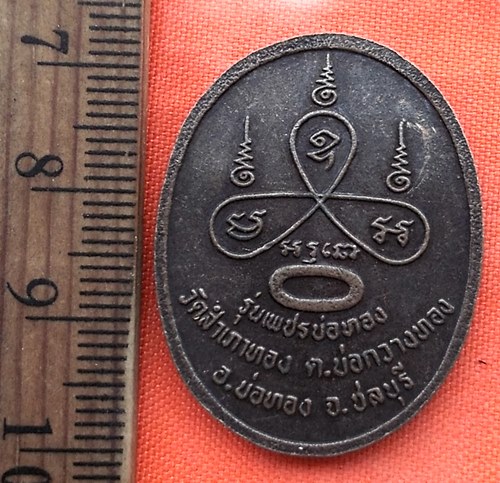 7
8
9
10
รุ่นเพชรบ่อทอง
วัดสำเภาทอง ต.บ่อกวางทอง
อ.บ่อทอง จ.ชลบุรี